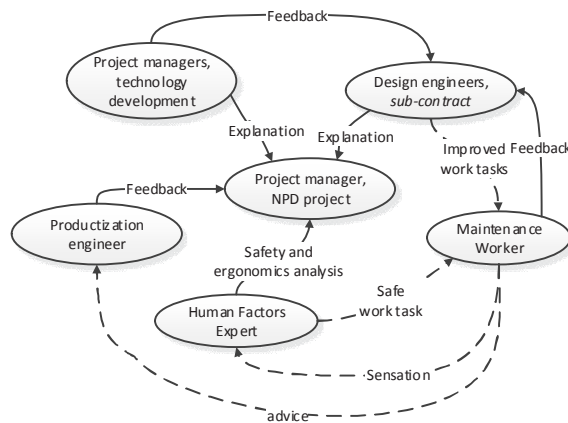 Feedback
Project managers,
technology
development
Design engineers,
sub-contract
Explanation
Explanation
Improved
work tasks
Feedback
Feedback
Project manager,
NPD project
Productization
engineer
Maintenance
Worker
Safety and
ergonomics analysis
Safe
work task
Human Factors
Expert
Sensation
advice